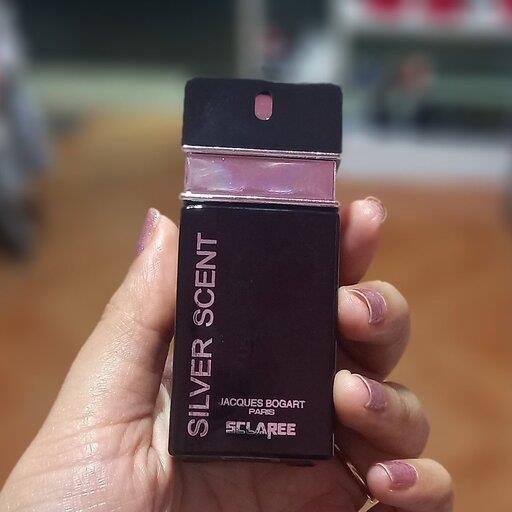 SILVER SCENT
JACQUES BOGART
PARIS
SCLAREE